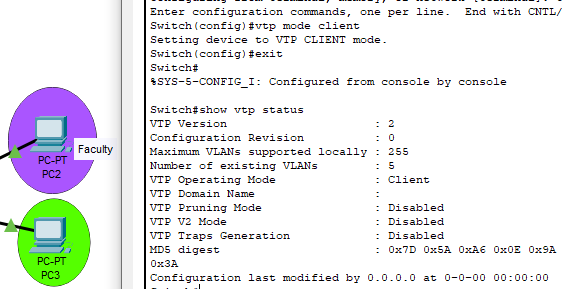 Enter configuration commands, one per line.  End with CNTL/
Switch(config)#vtp mode client
Setting device to VTP CLIENT mode.
Switch(config)#exit
Switch#
%SYS-5-CONFIG_I: Configured from console by console

Switch#show vtp status
VTP Version                     : 2
Configuration Revision          : 0
Maximum VLANs supported locally : 255
Number of existing VLANs        : 5
VTP Operating Mode              : Client
VTP Domain Name                 :
VTP Pruning Mode                : Disabled
VTP V2 Mode                     : Disabled
VTP Traps Generation            : Disabled
MD5 digest                      : 0x7D 0x5A 0xA6 0x0E 0x9A
0x3A
Configuration last modified by 0.0.0.0 at 0-0-00 00:00:00
Faculty
PC-PT
PC2
PC-PT
PC3